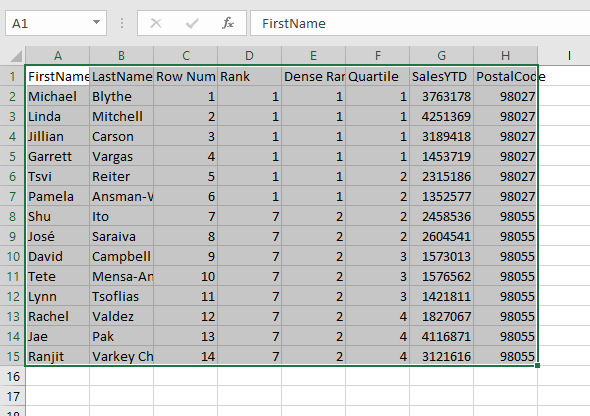 A1 fx FirstName
A B C D E F G H I
1 FirstName LastName Row Num Rank Dense Ran Quartile SalesYTD PostalCode
2 Michael Blythe 1 1 1 1 3763178 98027
3 Linda Mitchell 2 1 1 1 4251369 98027
4 Jillian Carson 3 1 1 1 3189418 98027
5 Garrett Vargas 4 1 1 1 1453719 98027
6 Tsvi Reiter 5 1 1 2 2315186 98027
7 Pamela Ansman-W 6 1 1 2 1352577 98027
8 Shu Ito 7 7 2 2 2458536 98055
9 José Saraiva 8 7 2 2 2604541 98055
10 David Campbell 9 7 2 3 1573013 98055
11 Tete Mensa-An 10 7 2 3 1576562 98055
12 Lynn Tsoflias 11 7 2 3 1421811 98055
13 Rachel Valdez 12 7 2 4 1827067 98055
14 Jae Pak 13 7 2 4 4116871 98055
15 Ranjit Varkey Ch 14 7 2 4 3121616 98055
16
17
18